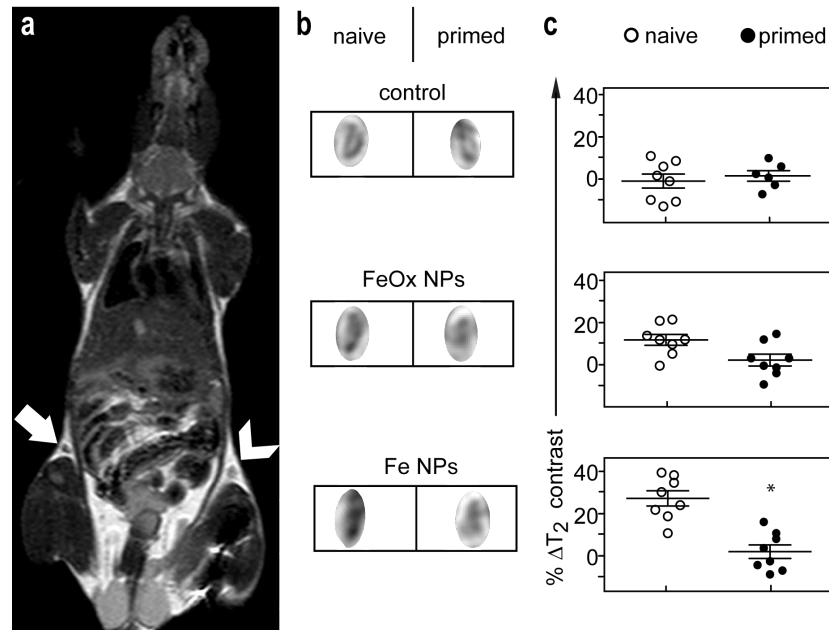 a
b
naive primed
control
FeOx NPs
Fe NPs
c
naive primed
40
20
0
40
20
0
40
20
0
*
% ΔT2 contrast